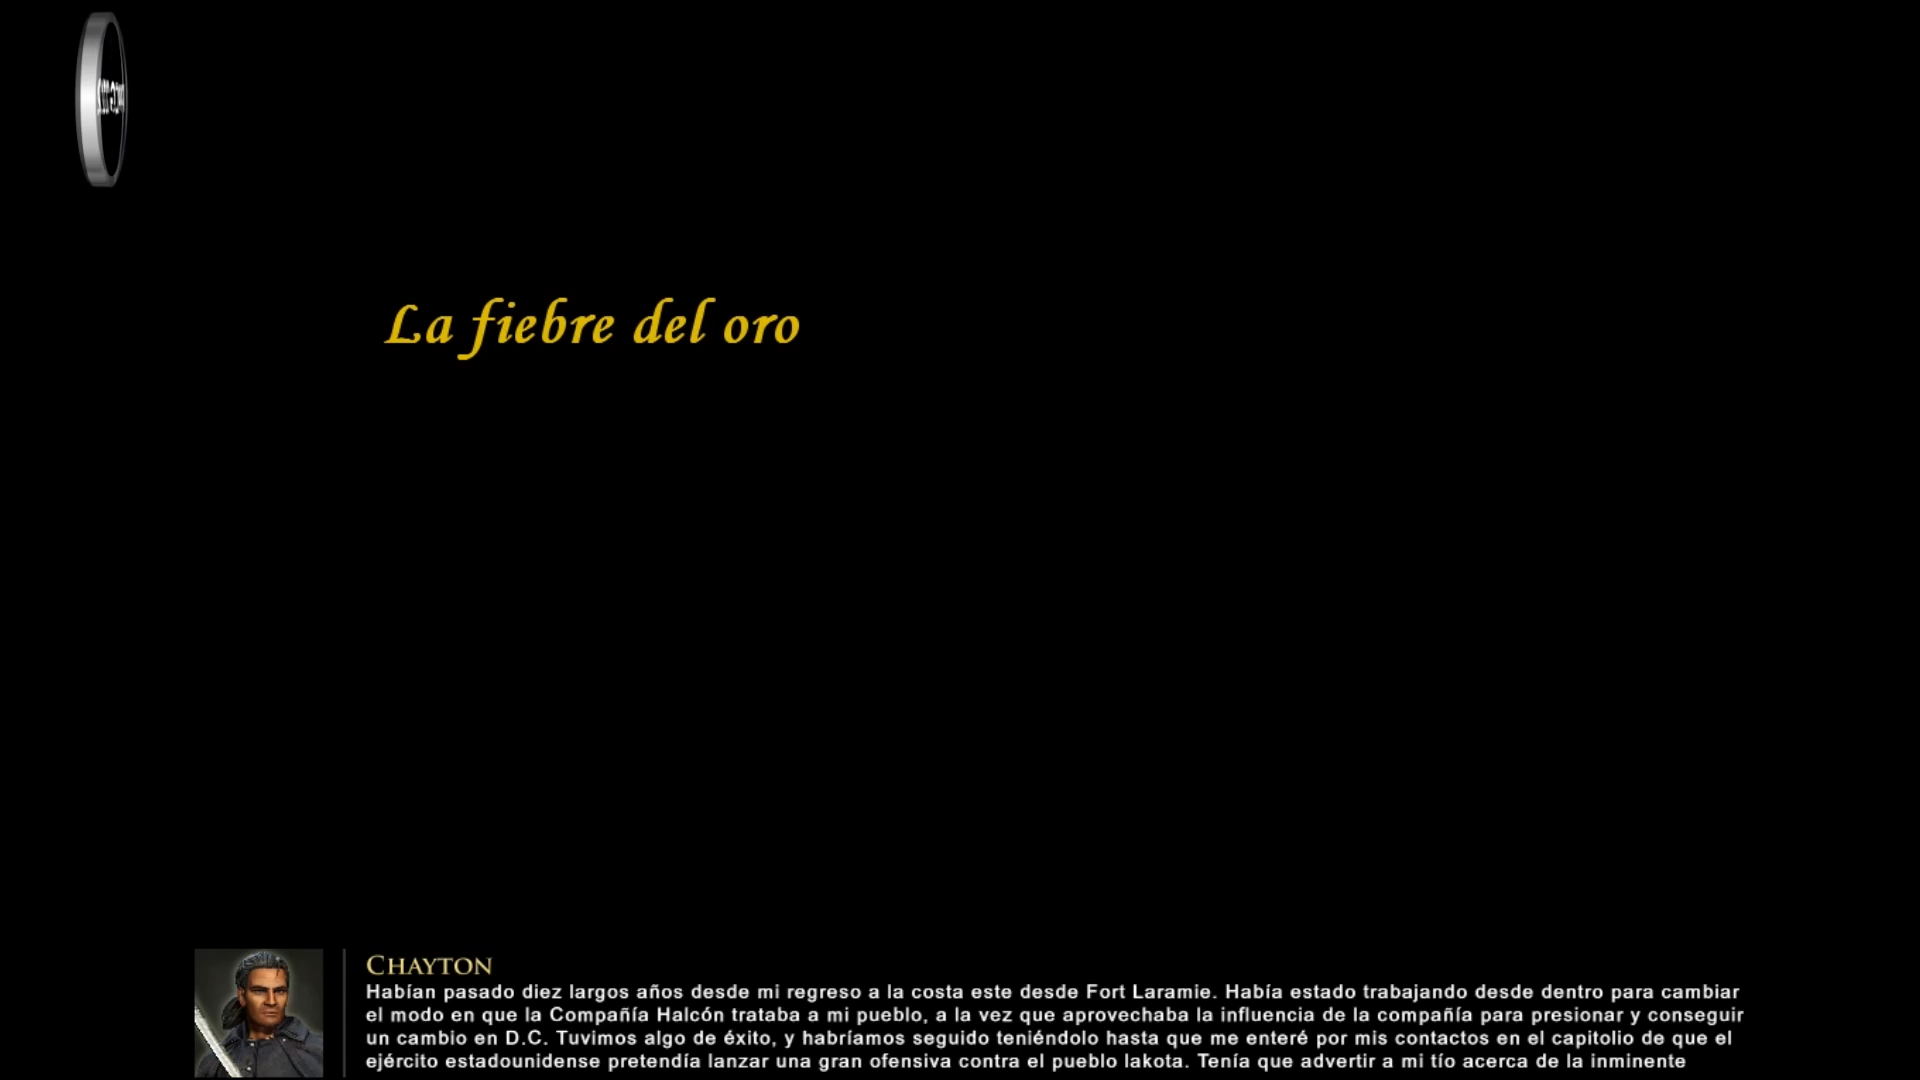 La fiebre del oro
CHAYTON
Habían pasado diez largos años desde mi regreso a la costa este desde Fort Laramie. Había estado trabajando desde dentro para cambiar
el modo en que la Compañía Halcón trataba a mi pueblo, a la vez que aprovechaba la influencia de la compañía para presionar y conseguir
un cambio en D.C. Tuvimos algo de éxito, y habríamos seguido teniéndolo hasta que me enteré por mis contactos en el capitolio de que el
ejército estadounidense pretendía lanzar una gran ofensiva contra el pueblo lakota. Tenía que advertir a mi tío acerca de la inminente